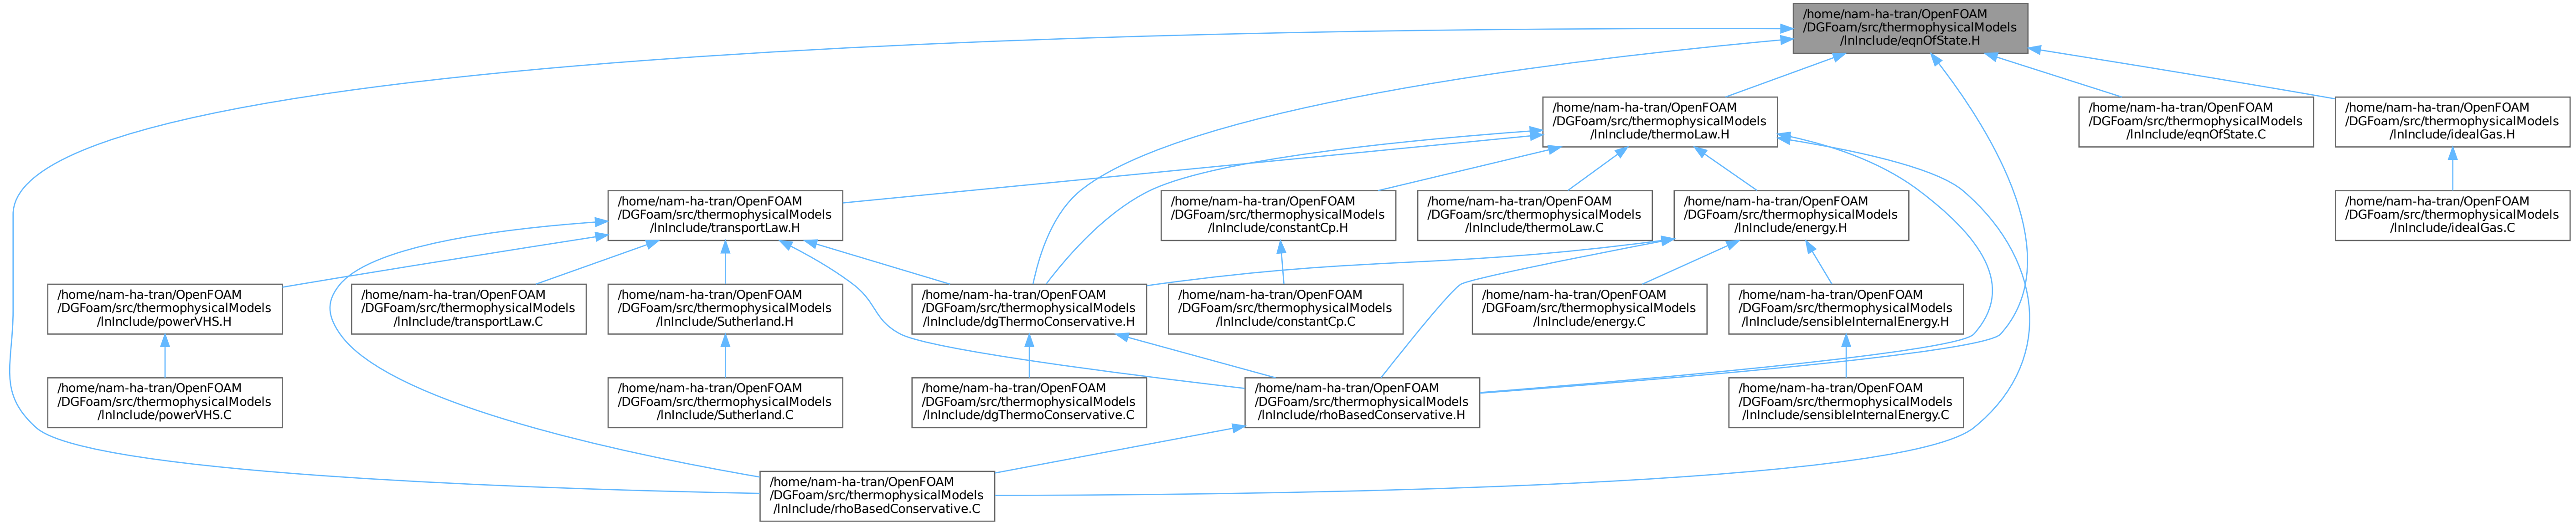 /home/nam-ha-tran/OpenFOAM
/DGFoam/src/thermophysicalModels
/lnInclude/eqnOfState.H
/home/nam-ha-tran/OpenFOAM
/DGFoam/src/thermophysicalModels
/lnInclude/thermoLaw.H
/home/nam-ha-tran/OpenFOAM
/DGFoam/src/thermophysicalModels
/lnInclude/eqnOfState.C
/home/nam-ha-tran/OpenFOAM
/DGFoam/src/thermophysicalModels
/lnInclude/idealGas.H
/home/nam-ha-tran/OpenFOAM
/DGFoam/src/thermophysicalModels
/lnInclude/transportLaw.H
/home/nam-ha-tran/OpenFOAM
/DGFoam/src/thermophysicalModels
/lnInclude/constantCp.H
/home/nam-ha-tran/OpenFOAM
/DGFoam/src/thermophysicalModels
/lnInclude/thermoLaw.C
/home/nam-ha-tran/OpenFOAM
/DGFoam/src/thermophysicalModels
/lnInclude/energy.H
/home/nam-ha-tran/OpenFOAM
/DGFoam/src/thermophysicalModels
/lnInclude/idealGas.C
/home/nam-ha-tran/OpenFOAM
/DGFoam/src/thermophysicalModels
/lnInclude/powerVHS.H
/home/nam-ha-tran/OpenFOAM
/DGFoam/src/thermophysicalModels
/lnInclude/transportLaw.C
/home/nam-ha-tran/OpenFOAM
/DGFoam/src/thermophysicalModels
/lnInclude/Sutherland.H
/home/nam-ha-tran/OpenFOAM
/DGFoam/src/thermophysicalModels
/lnInclude/dgThermoConservative.H
/home/nam-ha-tran/OpenFOAM
/DGFoam/src/thermophysicalModels
/lnInclude/constantCp.C
/home/nam-ha-tran/OpenFOAM
/DGFoam/src/thermophysicalModels
/lnInclude/energy.C
/home/nam-ha-tran/OpenFOAM
/DGFoam/src/thermophysicalModels
/lnInclude/sensibleInternalEnergy.H
/home/nam-ha-tran/OpenFOAM
/DGFoam/src/thermophysicalModels
/lnInclude/powerVHS.C
/home/nam-ha-tran/OpenFOAM
/DGFoam/src/thermophysicalModels
/lnInclude/Sutherland.C
/home/nam-ha-tran/OpenFOAM
/DGFoam/src/thermophysicalModels
/lnInclude/dgThermoConservative.C
/home/nam-ha-tran/OpenFOAM
/DGFoam/src/thermophysicalModels
/lnInclude/rhoBasedConservative.H
/home/nam-ha-tran/OpenFOAM
/DGFoam/src/thermophysicalModels
/lnInclude/sensibleInternalEnergy.C
/home/nam-ha-tran/OpenFOAM
/DGFoam/src/thermophysicalModels
/lnInclude/rhoBasedConservative.C